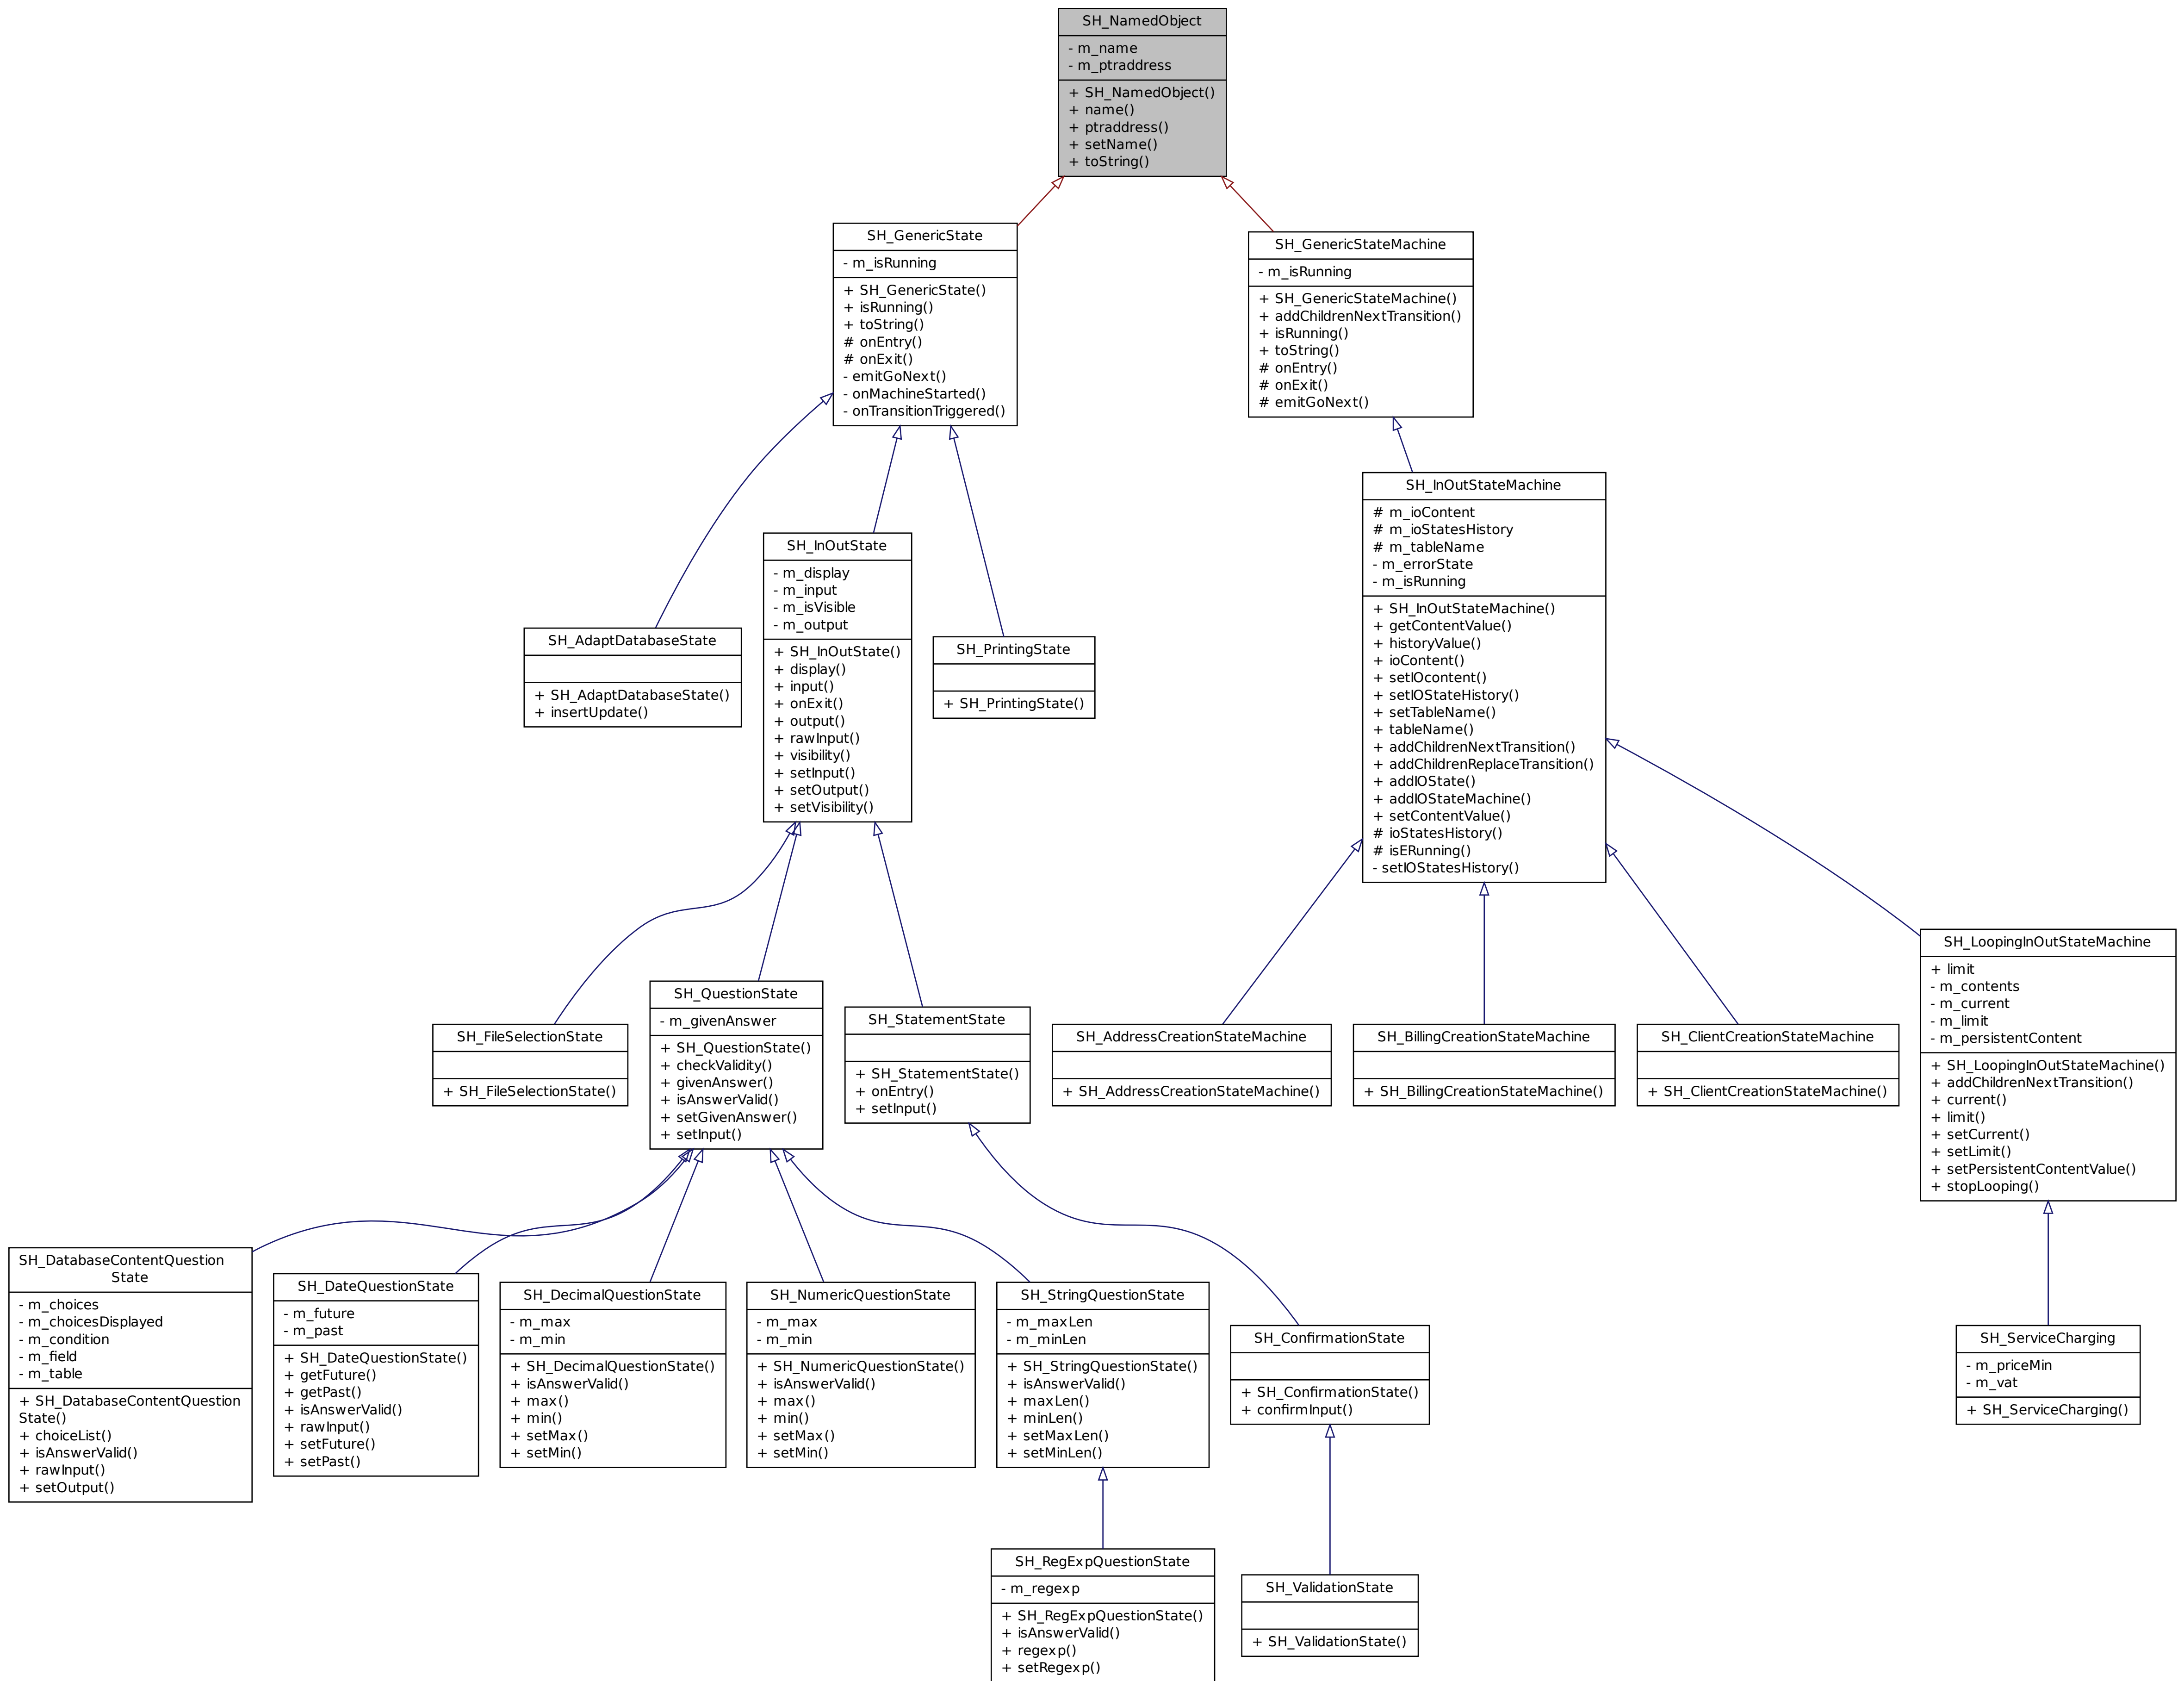 SH_NamedObject
- m_name
- m_ptraddress
+ SH_NamedObject()
+ name()
+ ptraddress()
+ setName()
+ toString()
SH_GenericState
- m_isRunning
+ SH_GenericState()
+ isRunning()
+ toString()
# onEntry()
# onExit()
- emitGoNext()
- onMachineStarted()
- onTransitionTriggered()
SH_GenericStateMachine
- m_isRunning
+ SH_GenericStateMachine()
+ addChildrenNextTransition()
+ isRunning()
+ toString()
# onEntry()
# onExit()
# emitGoNext()
SH_InOutStateMachine
# m_ioContent
# m_ioStatesHistory
# m_tableName
- m_errorState
- m_isRunning
+ SH_InOutStateMachine()
+ getContentValue()
+ historyValue()
+ ioContent()
+ setIOcontent()
+ setIOStateHistory()
+ setTableName()
+ tableName()
+ addChildrenNextTransition()
+ addChildrenReplaceTransition()
+ addIOState()
+ addIOStateMachine()
+ setContentValue()
# ioStatesHistory()
# isERunning()
- setIOStatesHistory()
SH_InOutState
- m_display
- m_input
- m_isVisible
- m_output
+ SH_InOutState()
+ display()
+ input()
+ onExit()
+ output()
+ rawInput()
+ visibility()
+ setInput()
+ setOutput()
+ setVisibility()
SH_AdaptDatabaseState
+ SH_AdaptDatabaseState()
+ insertUpdate()
SH_PrintingState
+ SH_PrintingState()
SH_LoopingInOutStateMachine
+ limit
- m_contents
- m_current
- m_limit
- m_persistentContent
+ SH_LoopingInOutStateMachine()
+ addChildrenNextTransition()
+ current()
+ limit()
+ setCurrent()
+ setLimit()
+ setPersistentContentValue()
+ stopLooping()
SH_FileSelectionState
+ SH_FileSelectionState()
SH_QuestionState
- m_givenAnswer
+ SH_QuestionState()
+ checkValidity()
+ givenAnswer()
+ isAnswerValid()
+ setGivenAnswer()
+ setInput()
SH_StatementState
+ SH_StatementState()
+ onEntry()
+ setInput()
SH_AddressCreationStateMachine
+ SH_AddressCreationStateMachine()
SH_BillingCreationStateMachine
+ SH_BillingCreationStateMachine()
SH_ClientCreationStateMachine
+ SH_ClientCreationStateMachine()
SH_DatabaseContentQuestion
State
- m_choices
- m_choicesDisplayed
- m_condition
- m_field
- m_table
+ SH_DatabaseContentQuestion
State()
+ choiceList()
+ isAnswerValid()
+ rawInput()
+ setOutput()
SH_DateQuestionState
- m_future
- m_past
+ SH_DateQuestionState()
+ getFuture()
+ getPast()
+ isAnswerValid()
+ rawInput()
+ setFuture()
+ setPast()
SH_DecimalQuestionState
- m_max
- m_min
+ SH_DecimalQuestionState()
+ isAnswerValid()
+ max()
+ min()
+ setMax()
+ setMin()
SH_NumericQuestionState
- m_max
- m_min
+ SH_NumericQuestionState()
+ isAnswerValid()
+ max()
+ min()
+ setMax()
+ setMin()
SH_StringQuestionState
- m_maxLen
- m_minLen
+ SH_StringQuestionState()
+ isAnswerValid()
+ maxLen()
+ minLen()
+ setMaxLen()
+ setMinLen()
SH_ConfirmationState
+ SH_ConfirmationState()
+ confirmInput()
SH_ServiceCharging
- m_priceMin
- m_vat
+ SH_ServiceCharging()
SH_RegExpQuestionState
- m_regexp
+ SH_RegExpQuestionState()
+ isAnswerValid()
+ regexp()
+ setRegexp()
SH_ValidationState
+ SH_ValidationState()